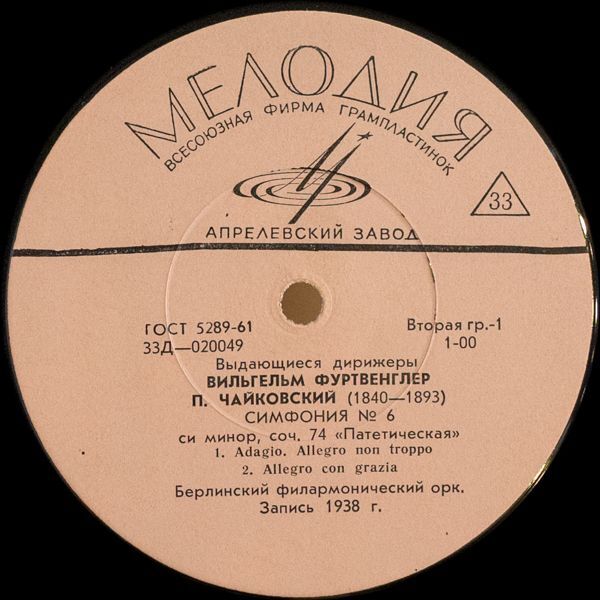 МЕЛОДИЯ
ВСЕСОЮЗНАЯ ФИРМА ГРАМПЛАСТИНОК
33
АПРЕЛЕВСКИЙ ЗАВОД
ГОСТ 5289-61
Вторая гр.-1
33Д—020049
1-00
Выдающиеся дирижеры
ВИЛЬГЕЛЬМ ФУРТВЕНГЛЕР
П. ЧАЙКОВСКИЙ (1840—1893)
СИМФОНИЯ № 6
си минор, соч. 74 «Патетическая»
1. Adagio. Allegro non troppo
2. Allegro con grazia
Берлинский филармонический орк.
Запись 1938 г.